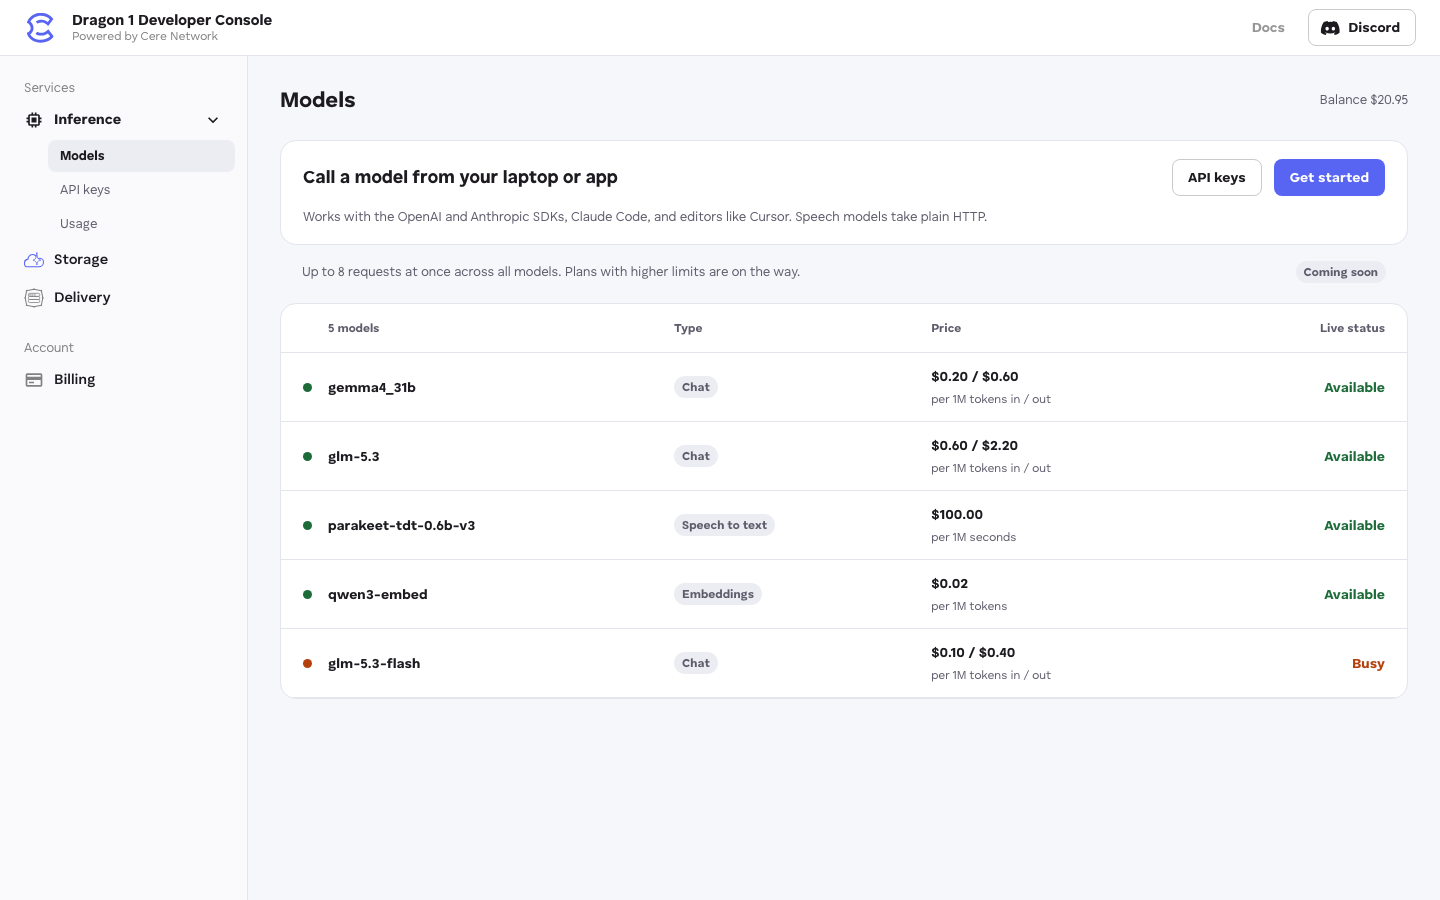 Dragon 1 Developer Console
Powered by Cere Network
Docs
Discord
Services
Inference
Models
API keys
Usage
Storage
Delivery
Account
Billing
Models
Balance $20.95
Call a model from your laptop or app
API keys
Get started
Works with the OpenAI and Anthropic SDKs, Claude Code, and editors like Cursor. Speech models take plain HTTP.
Up to 8 requests at once across all models. Plans with higher limits are on the way.
Coming soon
5 models Type Price Live status
gemma4_31b Chat $0.20 / $0.60 Available
per 1M tokens in / out
glm-5.3 Chat $0.60 / $2.20 Available
per 1M tokens in / out
parakeet-tdt-0.6b-v3 Speech to text $100.00 Available
per 1M seconds
qwen3-embed Embeddings $0.02 Available
per 1M tokens
glm-5.3-flash Chat $0.10 / $0.40 Busy
per 1M tokens in / out